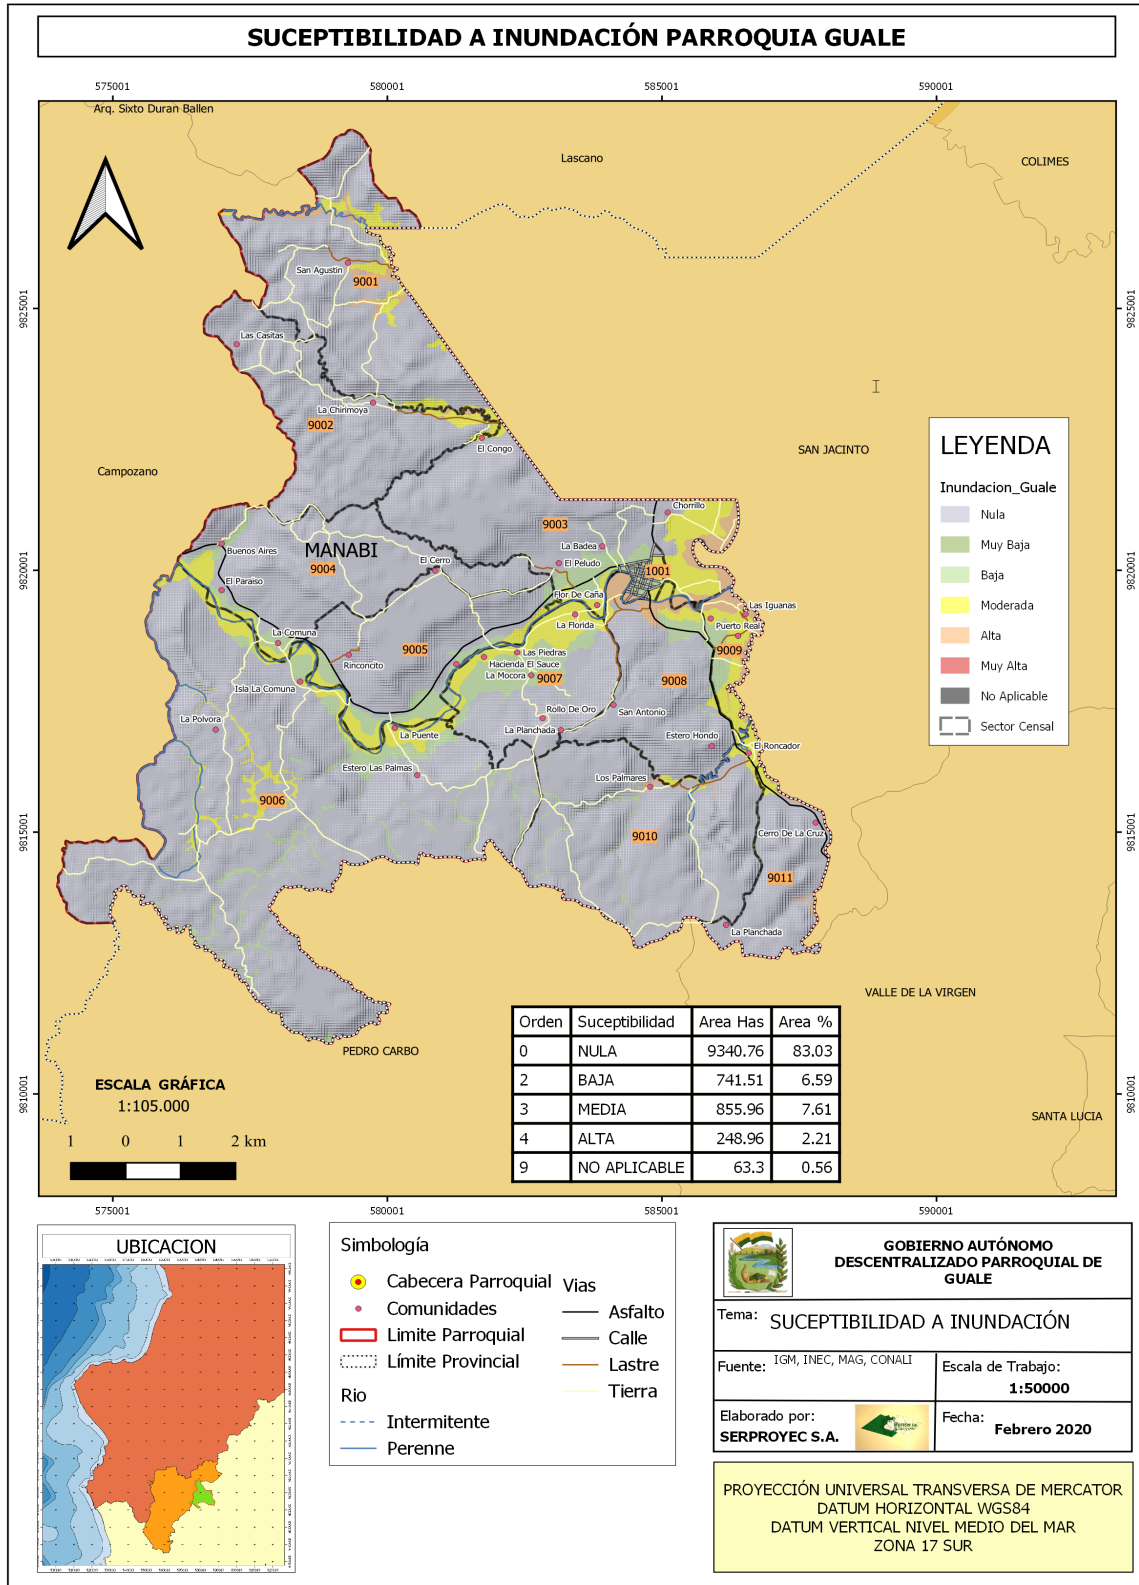 SUCEPTIBILIDAD A INUNDACIÓN PARROQUIA GUALE
575001
580001
585001
590001
Arq. Sixto Duran Ballen
Lascano
COLIMES
San Agustin
9001
9825001
9825001
Las Casitas
La Chirimoya
9002
El Congo
SAN JACINTO
Campozano
LEYENDA
Inundacion_Guale
Nula
Muy Baja
Baja
Moderada
Alta
Muy Alta
No Aplicable
Sector Censal
Chorrillo
9003
La Badea
Buenos Aires
MANABI
9004
El Cerro
El Peludo
1001
9820001
9820001
El Paraiso
Flor De Caña
Las Iguanas
La Florida
Puerto Real
La Comuna
9005
9009
Rinconcito
Las Piedras
Hacienda El Sauce
La Mocora
9007
9008
Isla La Comuna
La Polvora
Rollo De Oro
San Antonio
La Puente
La Planchada
Estero Hondo
El Roncador
Estero Las Palmas
Los Palmares
9006
9010
Cerro De La Cruz
9815001
9815001
9011
La Planchada
VALLE DE LA VIRGEN
PEDRO CARBO
SANTA LUCIA
9810001
9810001
Orden Suceptibilidad Area Has Area %
0 NULA 9340.76 83.03
2 BAJA 741.51 6.59
3 MEDIA 855.96 7.61
4 ALTA 248.96 2.21
9 NO APLICABLE 63.3 0.56
ESCALA GRÁFICA
1:105.000
1 0 1 2 km
575001
580001
585001
590001
UBICACION
Simbología
Cabecera Parroquial
Comunidades
Limite Parroquial
Límite Provincial
Rio
Intermitente
Perenne
Vias
Asfalto
Calle
Lastre
Tierra
GOBIERNO AUTÓNOMO
DESCENTRALIZADO PARROQUIAL DE
GUALE
Tema: SUCEPTIBILIDAD A INUNDACIÓN
Fuente: IGM, INEC, MAG, CONALI
Escala de Trabajo:
1:50000
Elaborado por:
SERPROYEC S.A.
Fecha:
Febrero 2020
PROYECCIÓN UNIVERSAL TRANSVERSA DE MERCATOR
DATUM HORIZONTAL WGS84
DATUM VERTICAL NIVEL MEDIO DEL MAR
ZONA 17 SUR